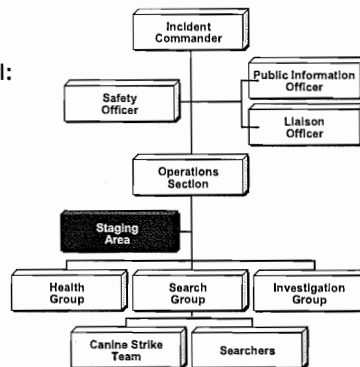 Incident
Commander
l:
Public Information
Officer
Safety
Officer
Liaison
Officer
Operations
Section
Staging
Area
Health
Group
Search
Group
Investigation
Group
Canine Strike
Team
Searchers